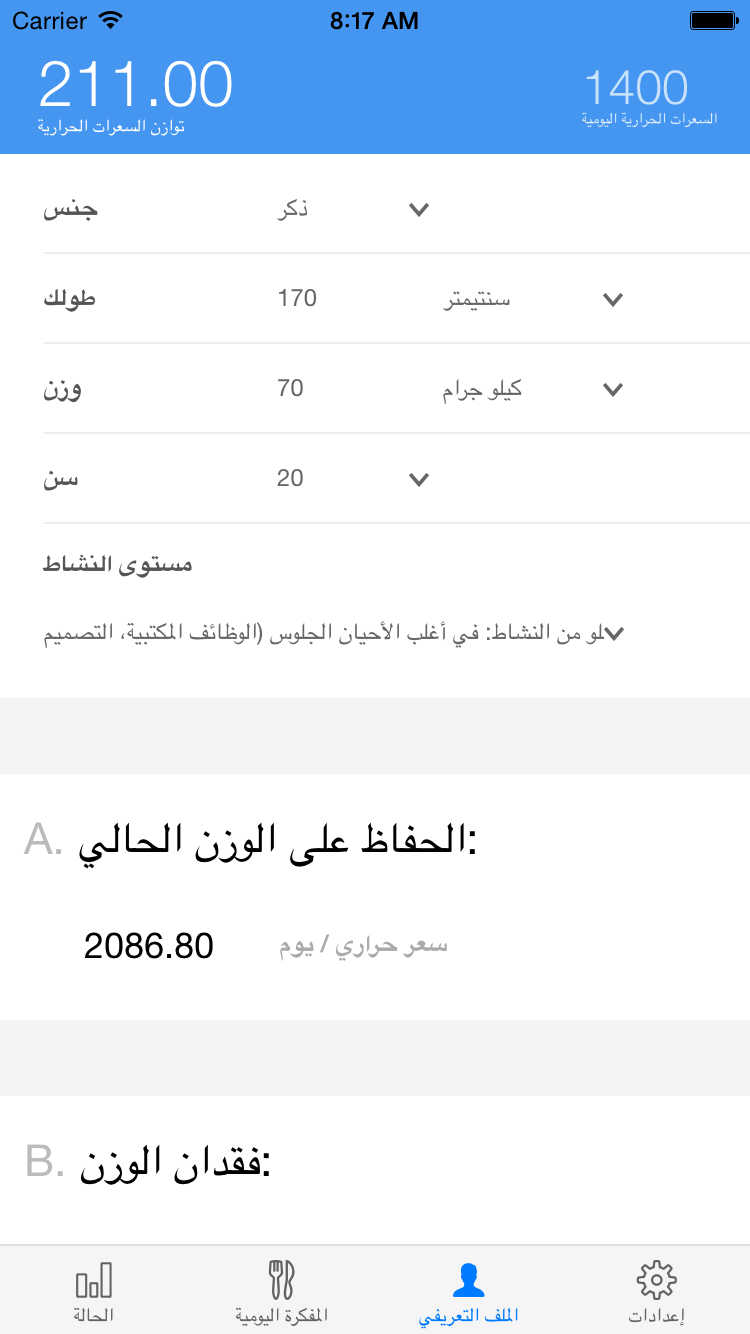 Carrier 8:17 AM
211.00 1400
توازن السعرات الحرارية السعرات الحرارية اليومية
جنس ذكر
طولك 170 سنتيمتر
وزن 70 كيلو جرام
سن 20
مستوى النشاط
لو من النشاط: في أغلب الأحيان الجلوس (الوظائف المكتبية، التصميم
A. الحفاظ على الوزن الحالي:
2086.80 سعر حراري / يوم
B. فقدان الوزن:
الحالة المفكرة اليومية الملف التعريفي إعدادات